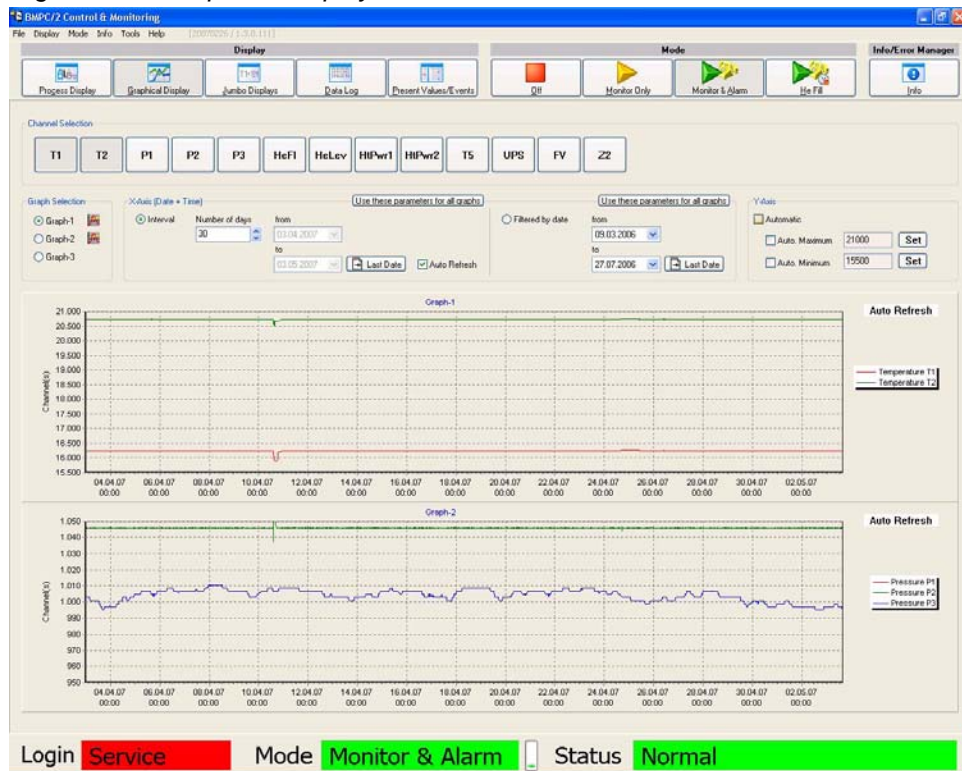 BMPC/2 Control & Monitoring
File Display Mode Info Tools Help [20070226 / 1.3.0.111]
Display Mode Info/Error Manager
Progess Display Graphical Display Jumbo Displays Data Log Present Values/Events Off Monitor Only Monitor & Alarm He Fill Info
Channel Selection
T1 T2 P1 P2 P3 HeFl HeLev HtPwr1 HtPwr2 T5 UPS FV Z2
Graph Selection X-Axis (Date + Time) Use these parameters for all graphs Use these parameters for all graphs Y-Axis
Graph-1 Interval Number of days from Filtered by date from Automatic
30 03.04.2007 09.03.2006 Auto. Maximum 21000 Set
Graph-2 to to
Graph-3 03.05.2007 Last Date Auto Refresh 27.07.2006 Last Date Auto. Minimum 15500 Set
Graph-1
Auto Refresh
21.000
20.500
20.000
19.500
19.000
18.500
18.000
17.500
17.000
16.500
16.000
15.500
Channel(s)
Temperature T1
Temperature T2
04.04.07 06.04.07 08.04.07 10.04.07 12.04.07 14.04.07 16.04.07 18.04.07 20.04.07 22.04.07 24.04.07 26.04.07 28.04.07 30.04.07 02.05.07
00:00 00:00 00:00 00:00 00:00 00:00 00:00 00:00 00:00 00:00 00:00 00:00 00:00 00:00 00:00
Graph-2
Auto Refresh
1.050
1.040
1.030
1.020
1.010
1.000
990
980
970
960
950
Channel(s)
Pressure P1
Pressure P2
Pressure P3
04.04.07 06.04.07 08.04.07 10.04.07 12.04.07 14.04.07 16.04.07 18.04.07 20.04.07 22.04.07 24.04.07 26.04.07 28.04.07 30.04.07 02.05.07
00:00 00:00 00:00 00:00 00:00 00:00 00:00 00:00 00:00 00:00 00:00 00:00 00:00 00:00 00:00
Login Service Mode Monitor & Alarm Status Normal